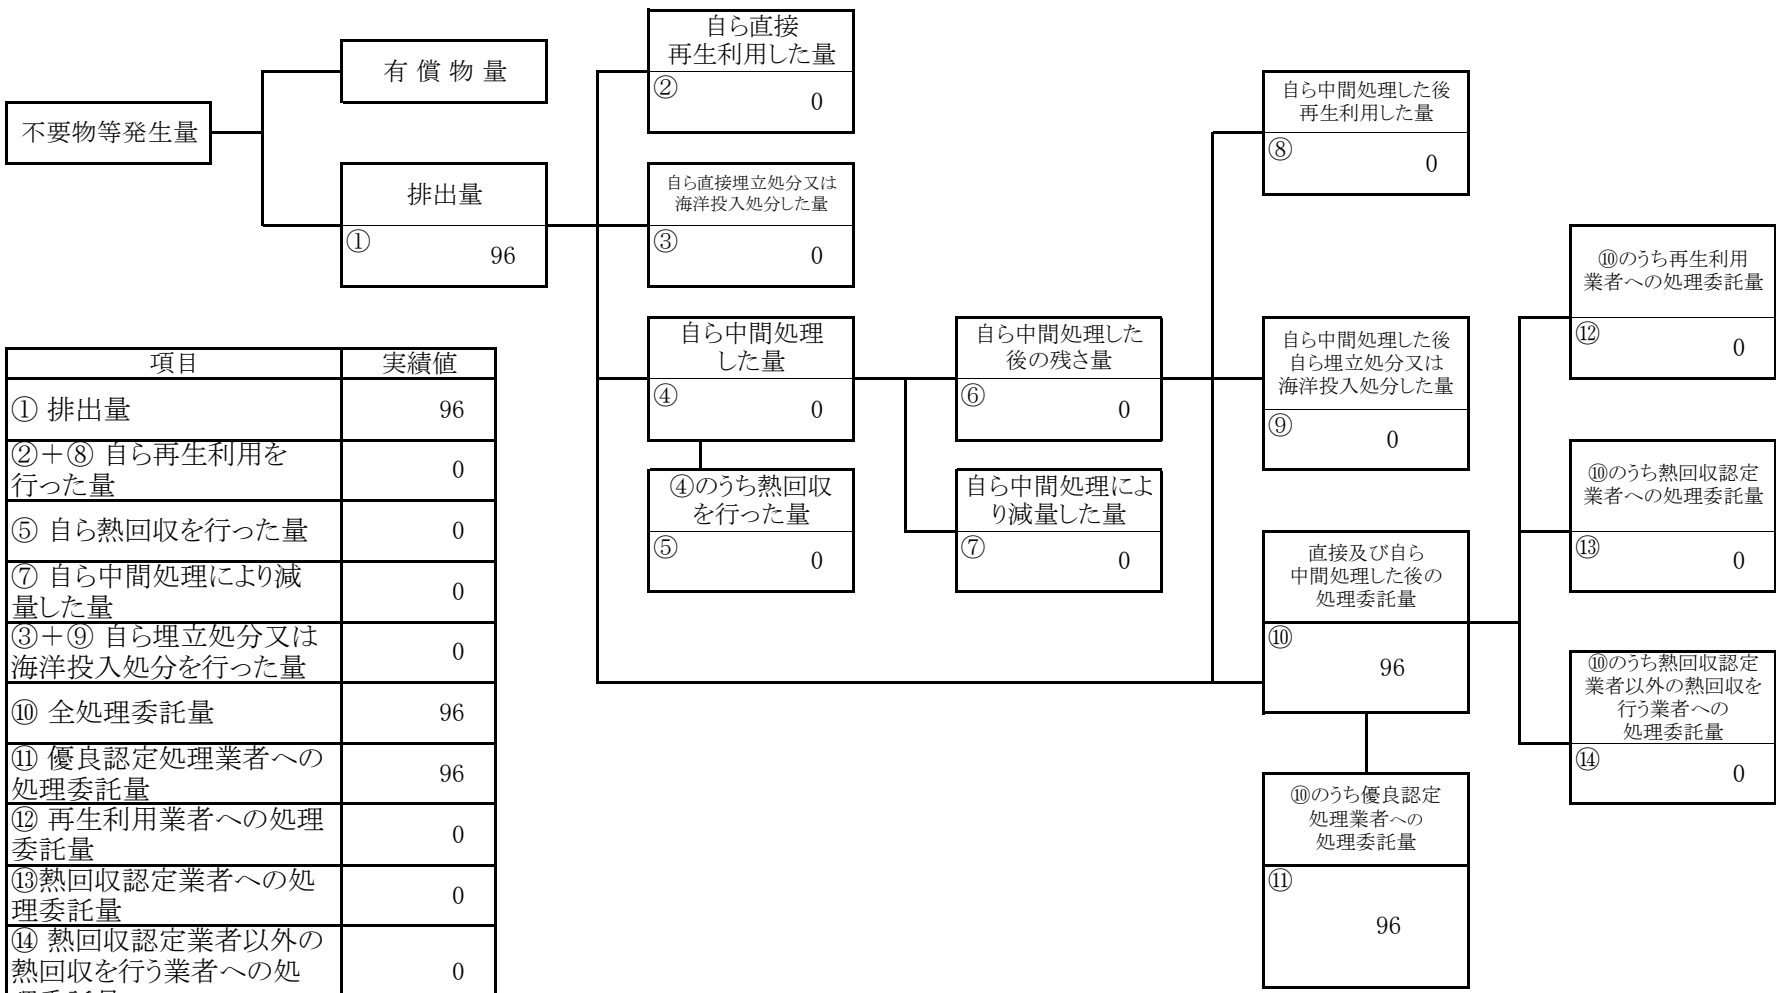 不要物等発生量
有償物量
排出量
①
96
自ら直接
再生利用した量
②
0
自ら直接埋立処分又は
海洋投入処分した量
③
0
自ら中間処理
した量
④
0
④のうち熱回収
を行った量
⑤
0
自ら中間処理した
後の残さ量
⑥
0
自ら中間処理によ
り減量した量
⑦
0
自ら中間処理した後
再生利用した量
⑧
0
自ら中間処理した後
自ら埋立処分又は
海洋投入処分した量
⑨
0
直接及び自ら
中間処理した後の
処理委託量
⑩
96
⑩のうち優良認定
処理業者への
処理委託量
⑪
96
⑩のうち再生利用
業者への処理委託量
⑫
0
⑩のうち熱回収認定
業者への処理委託量
⑬
0
⑩のうち熱回収認定
業者以外の熱回収を
行う業者への
処理委託量
⑭
0
項目 実績値
① 排出量 96
②+⑧ 自ら再生利用を
行った量 0
⑤ 自ら熱回収を行った量 0
⑦ 自ら中間処理により減
量した量 0
③+⑨ 自ら埋立処分又は
海洋投入処分を行った量 0
⑩ 全処理委託量 96
⑪ 優良認定処理業者への
処理委託量 96
⑫ 再生利用業者への処理
委託量 0
⑬熱回収認定業者への処
理委託量 0
⑭ 熱回収認定業者以外の
熱回収を行う業者への処 0